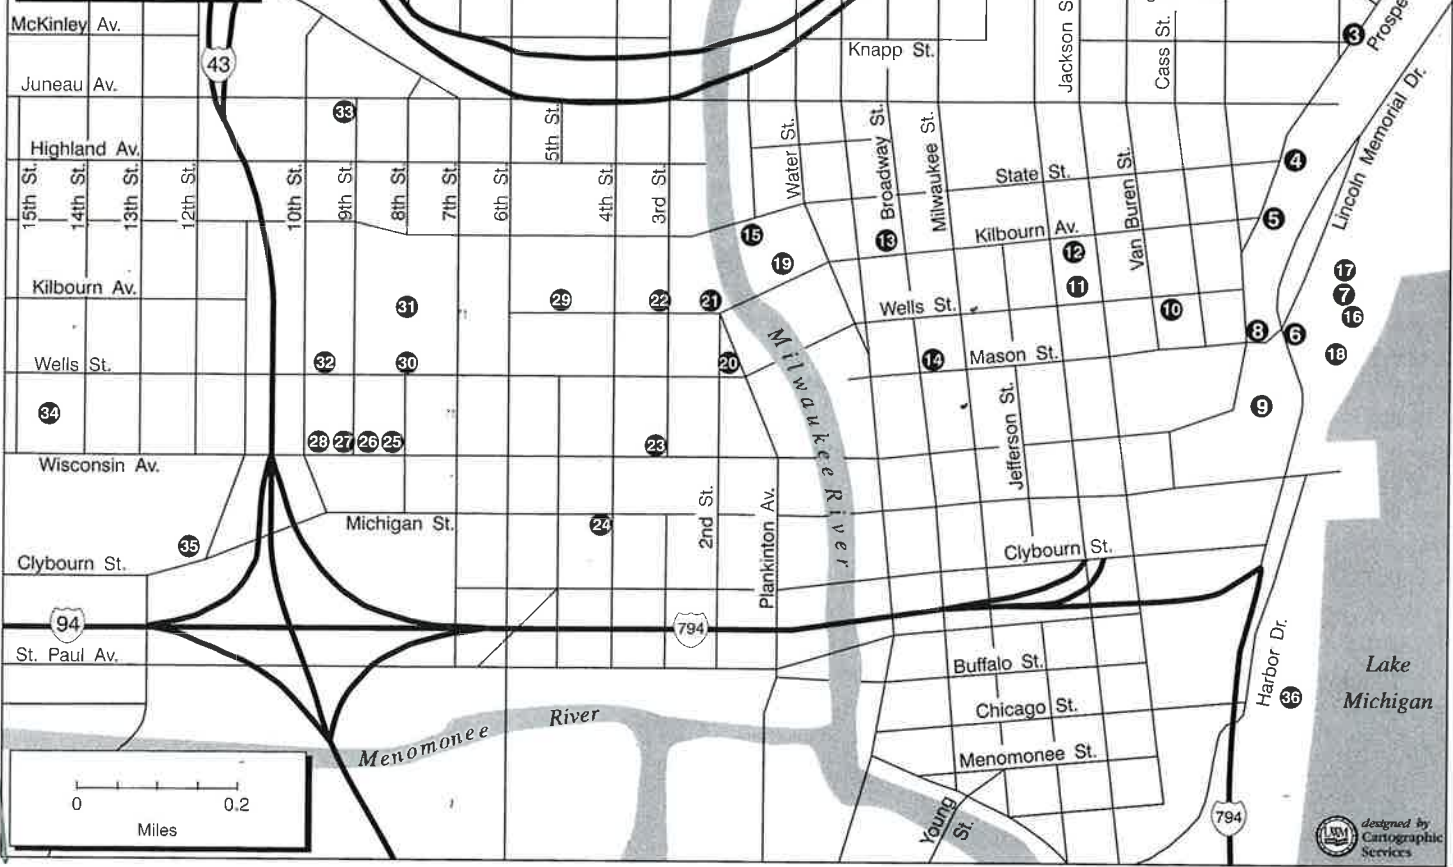 McKinley Av.
43
Knapp St.
Jackson S
Cass St.
3
Prospe
Juneau Av.
33
5th St.
Water St.
Broadway St.
Milwaukee St.
Lincoln Memorial Dr.
Highland Av.
15th St.
14th St.
13th St.
12th St.
10th St.
9th St.
8th St.
7th St.
6th St.
4th St.
3rd St.
State St.
Van Buren St.
4
5
15
19
13
Kilbourn Av.
12
11
17
7
16
Kilbourn Av.
31
29
22
21
Wells St.
10
8
6
18
Wells St.
32
30
20
Milwaukee River
14
Mason St.
34
9
28
27
26
25
23
Jefferson St.
Wisconsin Av.
Michigan St.
24
2nd St.
Plankinton Av.
35
Clybourn St.
Clybourn St.
94
794
St. Paul Av.
Buffalo St.
Harbor Dr.
36
Lake
Michigan
Chicago St.
Menomonee River
Menomonee St.
Young
St.
0
0.2
Miles
794
UWM
designed by
Cartographic
Services